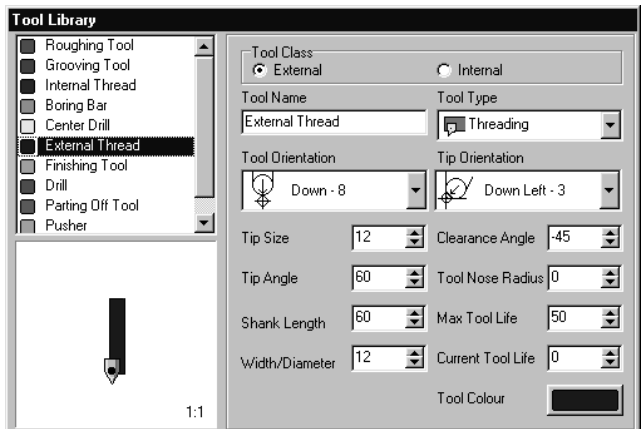 Tool Library
Roughing Tool
Grooving Tool
Internal Thread
Boring Bar
Center Drill
External Thread
Finishing Tool
Drill
Parting Off Tool
Pusher
1:1
Tool Class
External
Internal
Tool Name
Tool Type
External Thread
Threading
Tool Orientation
Tip Orientation
Down - 8
Down Left - 3
Tip Size 12 Clearance Angle -45
Tip Angle 60 Tool Nose Radius 0
Shank Length 60 Max Tool Life 50
Width/Diameter 12 Current Tool Life 0
Tool Colour